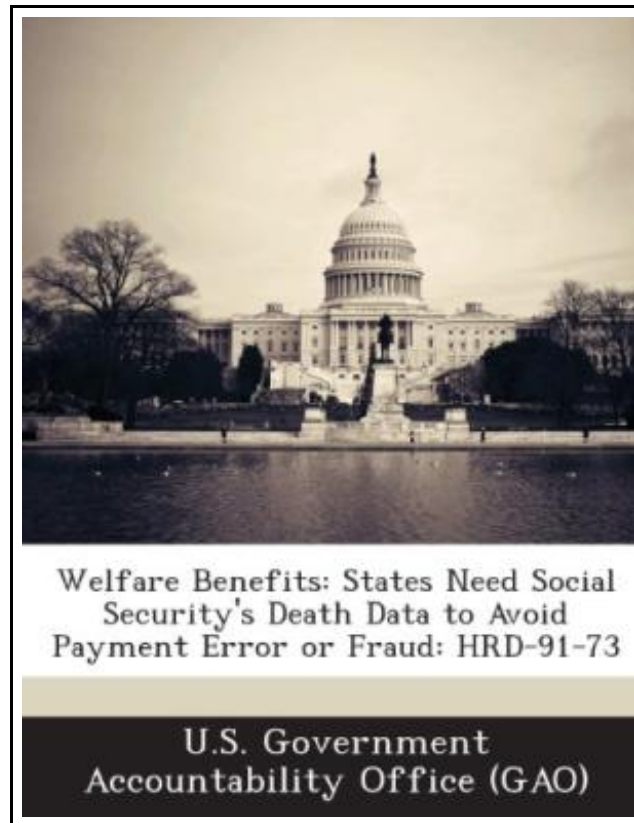 Welfare Benefits: States Need Social
Security's Death Data to Avoid
Payment Error or Fraud: HRD-91-73
U.S. Government
Accountability Office (GAO)